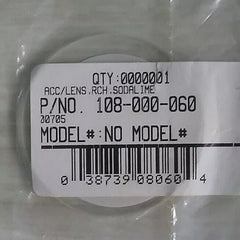 QTY:0000001
ACC/LENS.RCH.SODALIME
P/NO. 108-000-060
00705
MODEL#:NO MODEL#
0 38739 08060 4